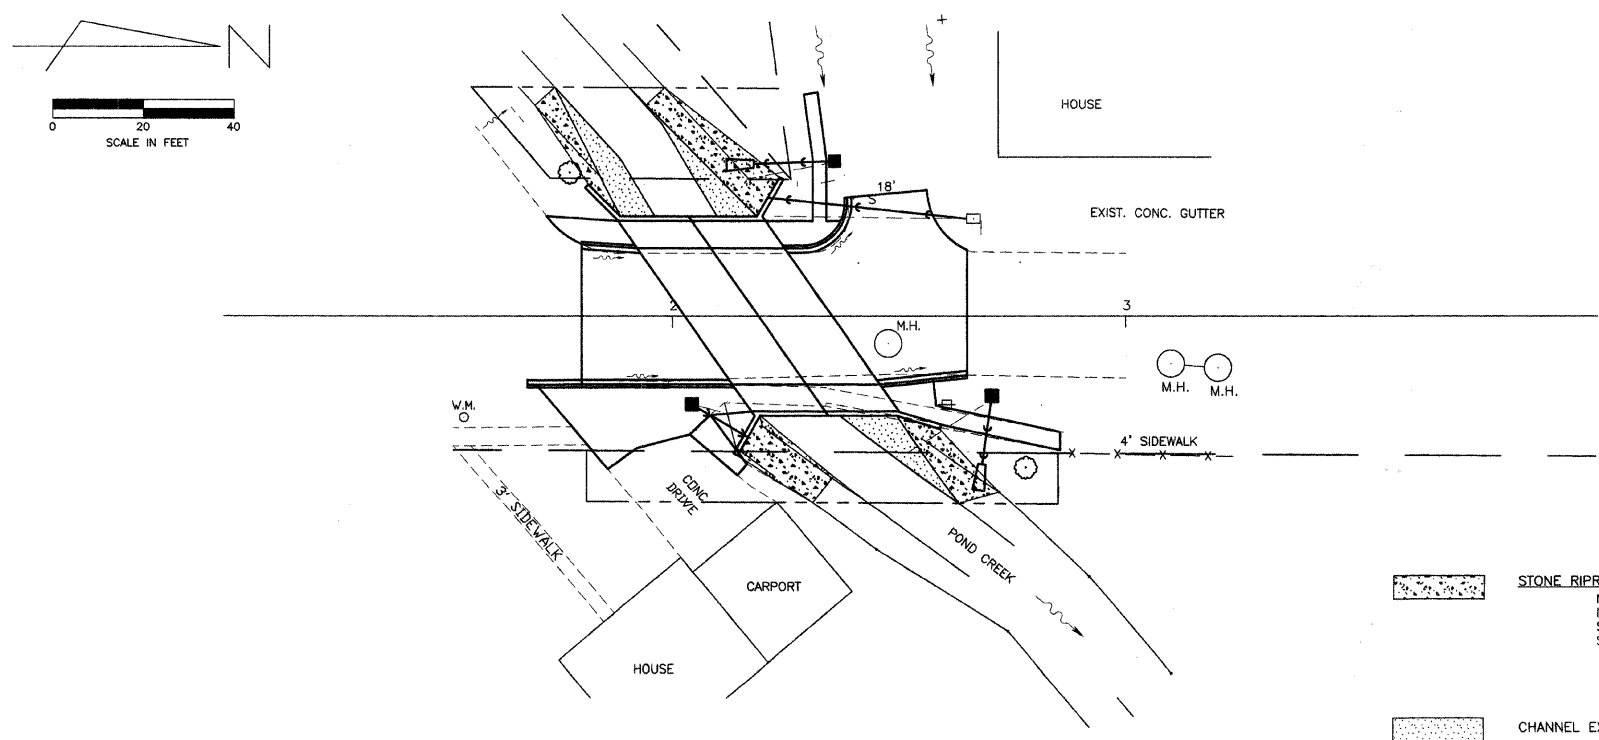 N
0 20 40
SCALE IN FEET
HOUSE
18'
S
EXIST. CONC. GUTTER
2
3
M.H.
M.H.
M.H.
W.M.
4' SIDEWALK
3' SIDEWALK
CONC.
DRIVE
POND CREEK
CARPORT
HOUSE
STONE RIPR
CHANNEL EX